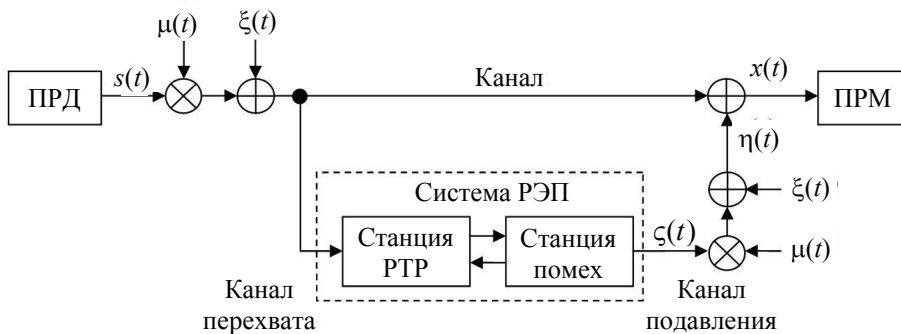 μ(t)
ξ(t)
ПРД
s(t)
Канал
x(t)
ПРМ
η(t)
ξ(t)
Система РЭП
Станция
РТР
Станция
помех
ς(t)
μ(t)
Канал
перехвата
Канал
подавления